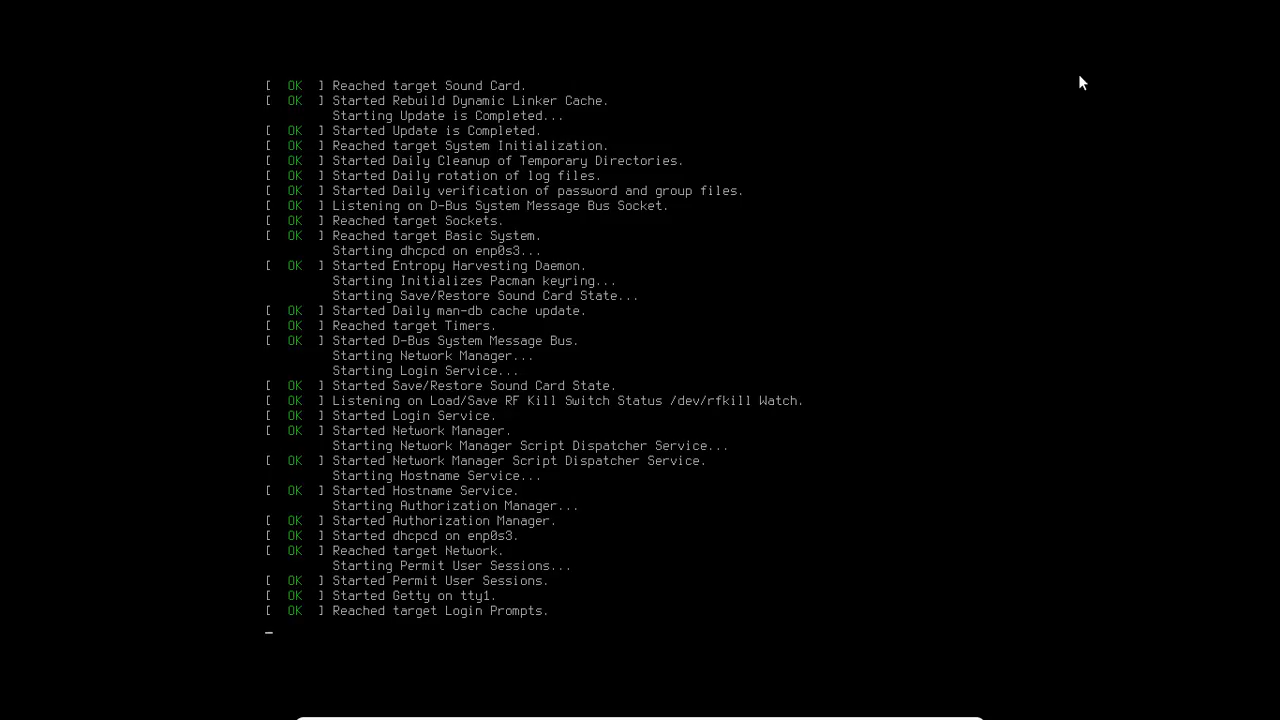 [  OK  ] Reached target Sound Card.
[  OK  ] Started Rebuild Dynamic Linker Cache.
         Starting Update is Completed...
[  OK  ] Started Update is Completed.
[  OK  ] Reached target System Initialization.
[  OK  ] Started Daily Cleanup of Temporary Directories.
[  OK  ] Started Daily rotation of log files.
[  OK  ] Started Daily verification of password and group files.
[  OK  ] Listening on D-Bus System Message Bus Socket.
[  OK  ] Reached target Sockets.
[  OK  ] Reached target Basic System.
         Starting dhcpcd on enp0s3...
[  OK  ] Started Entropy Harvesting Daemon.
         Starting Initializes Pacman keyring...
         Starting Save/Restore Sound Card State...
[  OK  ] Started Daily man-db cache update.
[  OK  ] Reached target Timers.
[  OK  ] Started D-Bus System Message Bus.
         Starting Network Manager...
         Starting Login Service...
[  OK  ] Started Save/Restore Sound Card State.
[  OK  ] Listening on Load/Save RF Kill Switch Status /dev/rfkill Watch.
[  OK  ] Started Login Service.
[  OK  ] Started Network Manager.
         Starting Network Manager Script Dispatcher Service...
[  OK  ] Started Network Manager Script Dispatcher Service.
         Starting Hostname Service...
[  OK  ] Started Hostname Service.
         Starting Authorization Manager...
[  OK  ] Started Authorization Manager.
[  OK  ] Started dhcpcd on enp0s3.
[  OK  ] Reached target Network.
         Starting Permit User Sessions...
[  OK  ] Started Permit User Sessions.
[  OK  ] Started Getty on tty1.
[  OK  ] Reached target Login Prompts.